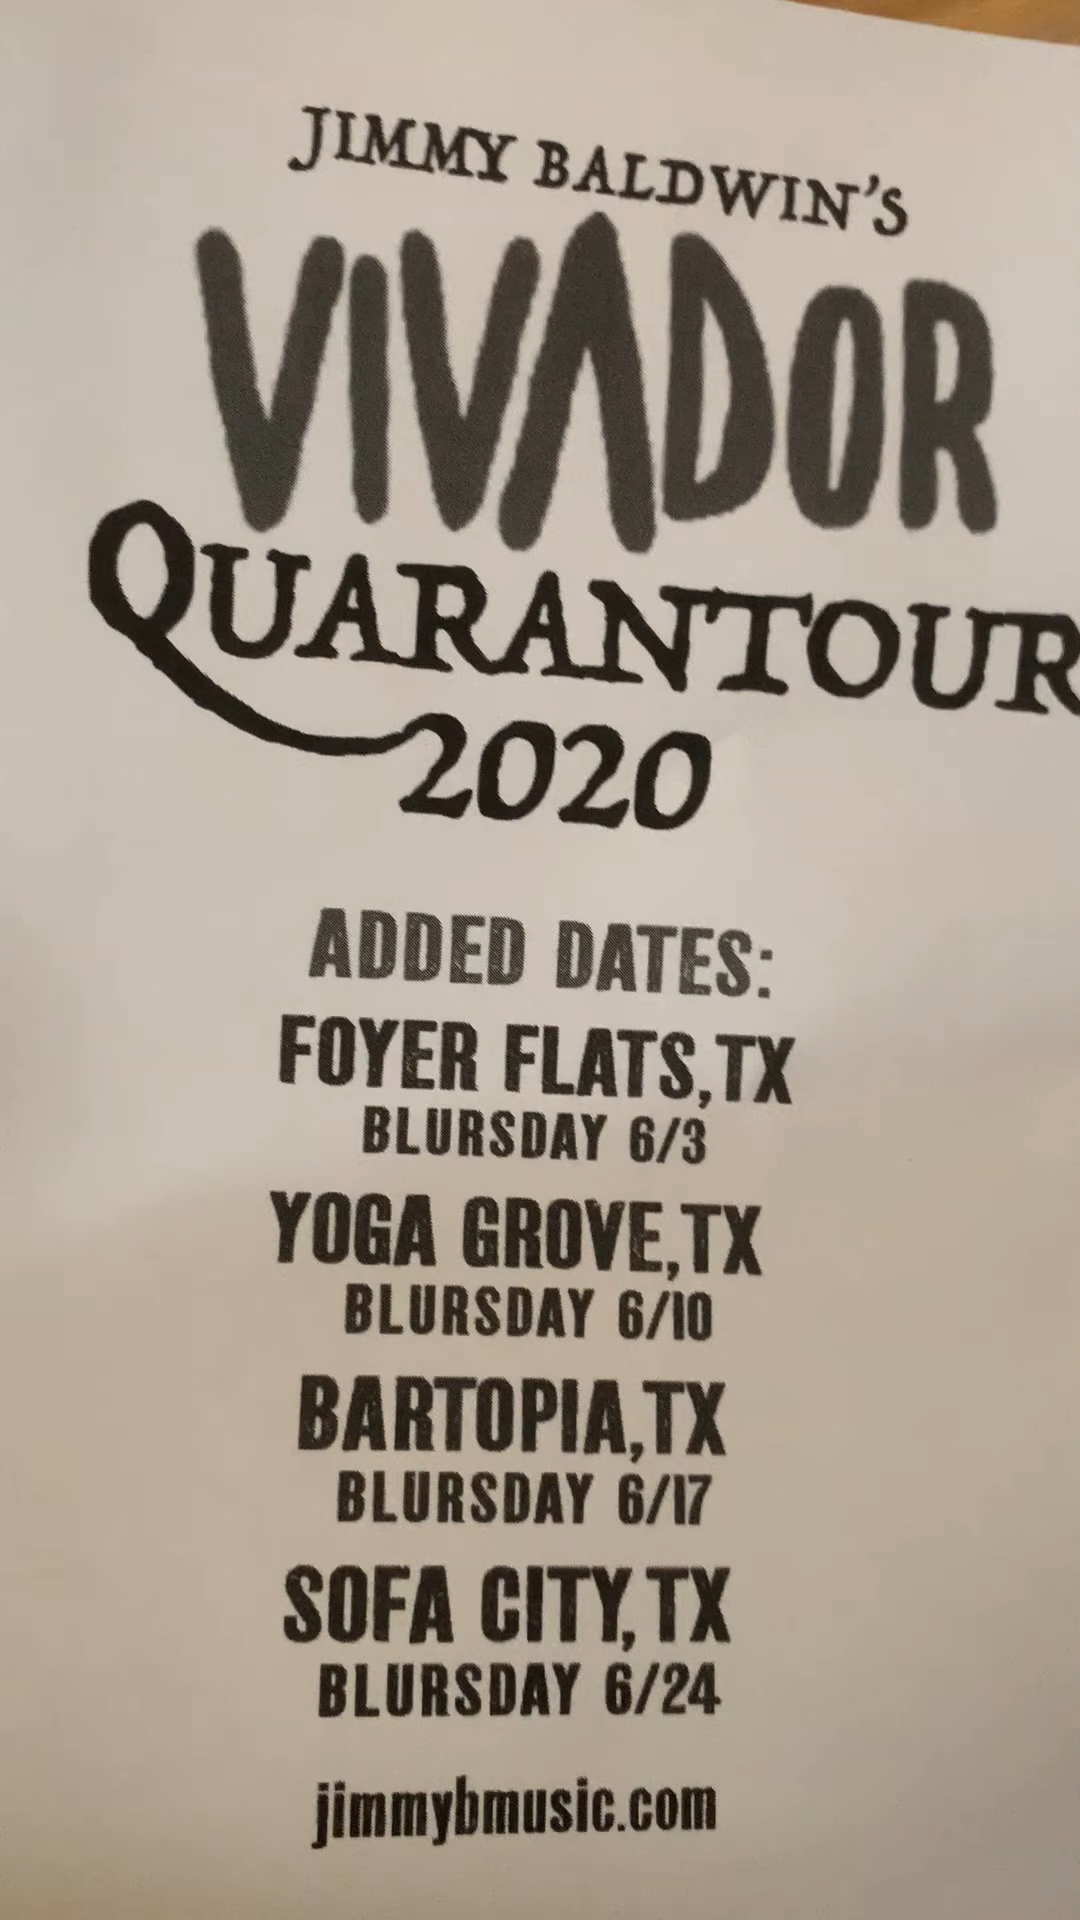 JIMMY BALDWIN'S
VIVADOR
QUARANTOUR
2020
ADDED DATES:
FOYER FLATS, TX
BLURSDAY 6/3
YOGA GROVE, TX
BLURSDAY 6/10
BARTOPIA, TX
BLURSDAY 6/17
SOFA CITY, TX
BLURSDAY 6/24
jimmybmusic.com